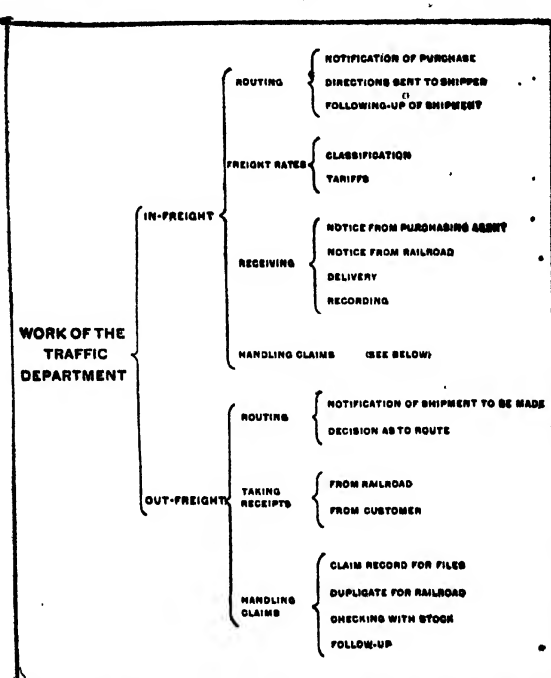 NOTIFICATION OF PURCHASE
ROUTING
DIRECTIONS SENT TO SHIPPER
FOLLOWING-UP OF SHIPMENT
CLASSIFICATION
FREIGHT RATES
TARIFFS
IN-FREIGHT
NOTICE FROM PURCHASING AGENT
NOTICE FROM RAILROAD
RECEIVING
DELIVERY
RECORDING
HANDLING CLAIMS (SEE BELOW)
WORK OF THE
TRAFFIC
DEPARTMENT
NOTIFICATION OF SHIPMENT TO BE MADE
ROUTING
DECISION AS TO ROUTE
OUT-FREIGHT
TAKING
RECEIPTS
FROM RAILROAD
FROM CUSTOMER
CLAIM RECORD FOR FILES
DUPLICATE FOR RAILROAD
HANDLING
CLAIMS
CHECKING WITH STOCK
FOLLOW-UP